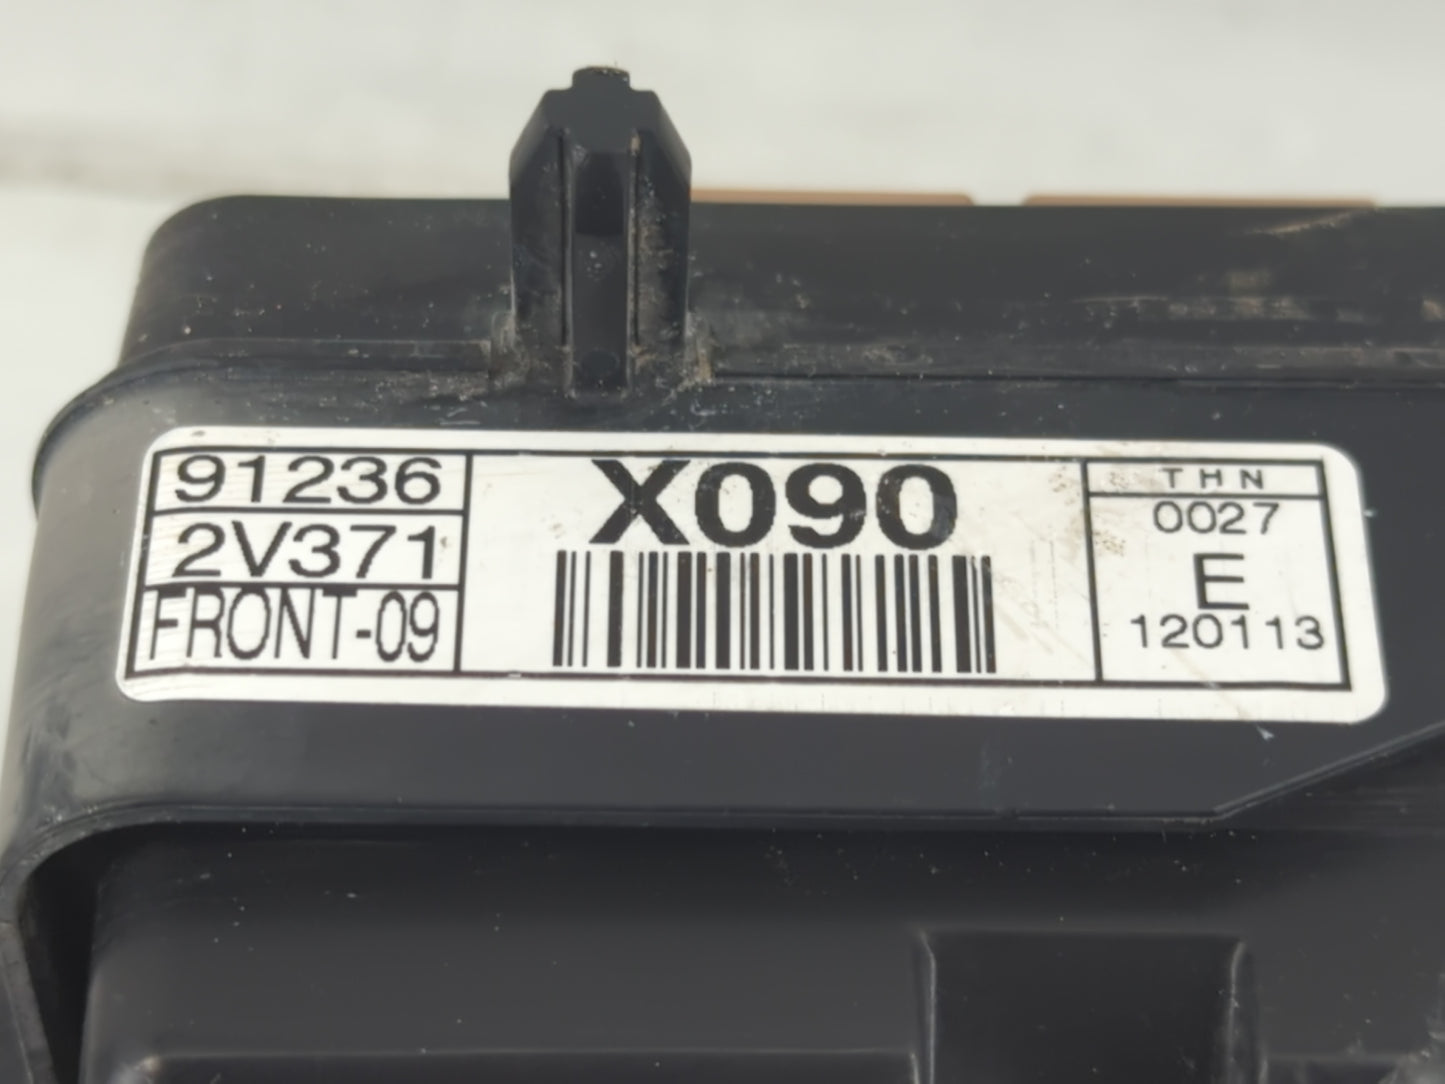 91236
2V371
FRONT-09
X090
THN
0027
E
120113